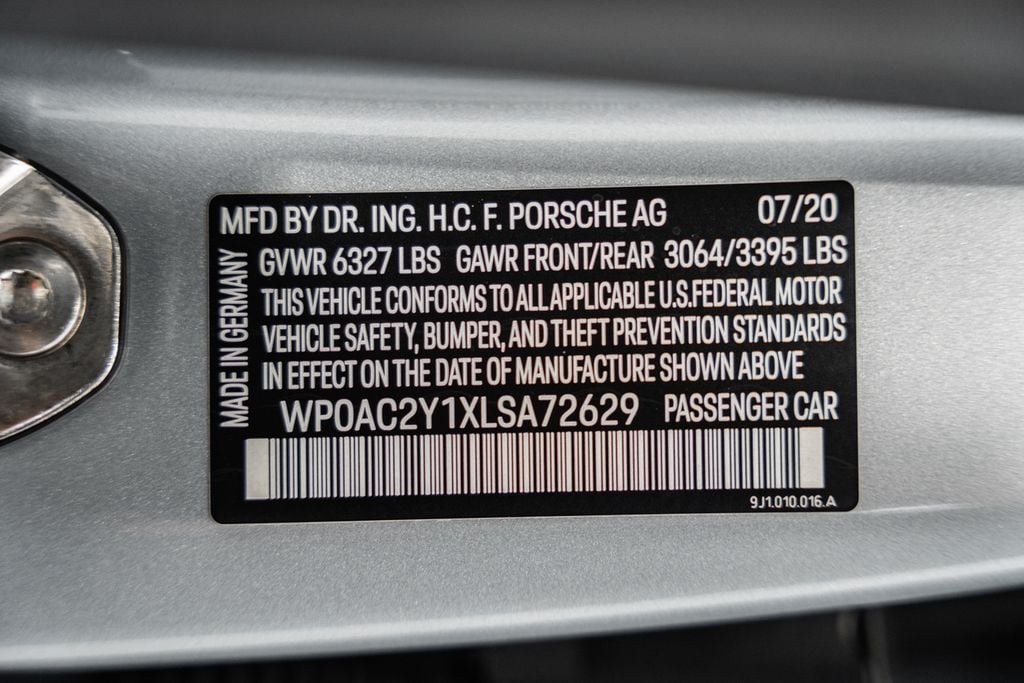 MFD BY DR. ING. H.C. F. PORSCHE AG 07/20
GVWR 6327 LBS GAWR FRONT/REAR 3064/3395 LBS
THIS VEHICLE CONFORMS TO ALL APPLICABLE U.S.FEDERAL MOTOR
VEHICLE SAFETY, BUMPER, AND THEFT PREVENTION STANDARDS
IN EFFECT ON THE DATE OF MANUFACTURE SHOWN ABOVE
WP0AC2Y1XLSA72629 PASSENGER CAR
MADE IN GERMANY
9J1.010.016.A